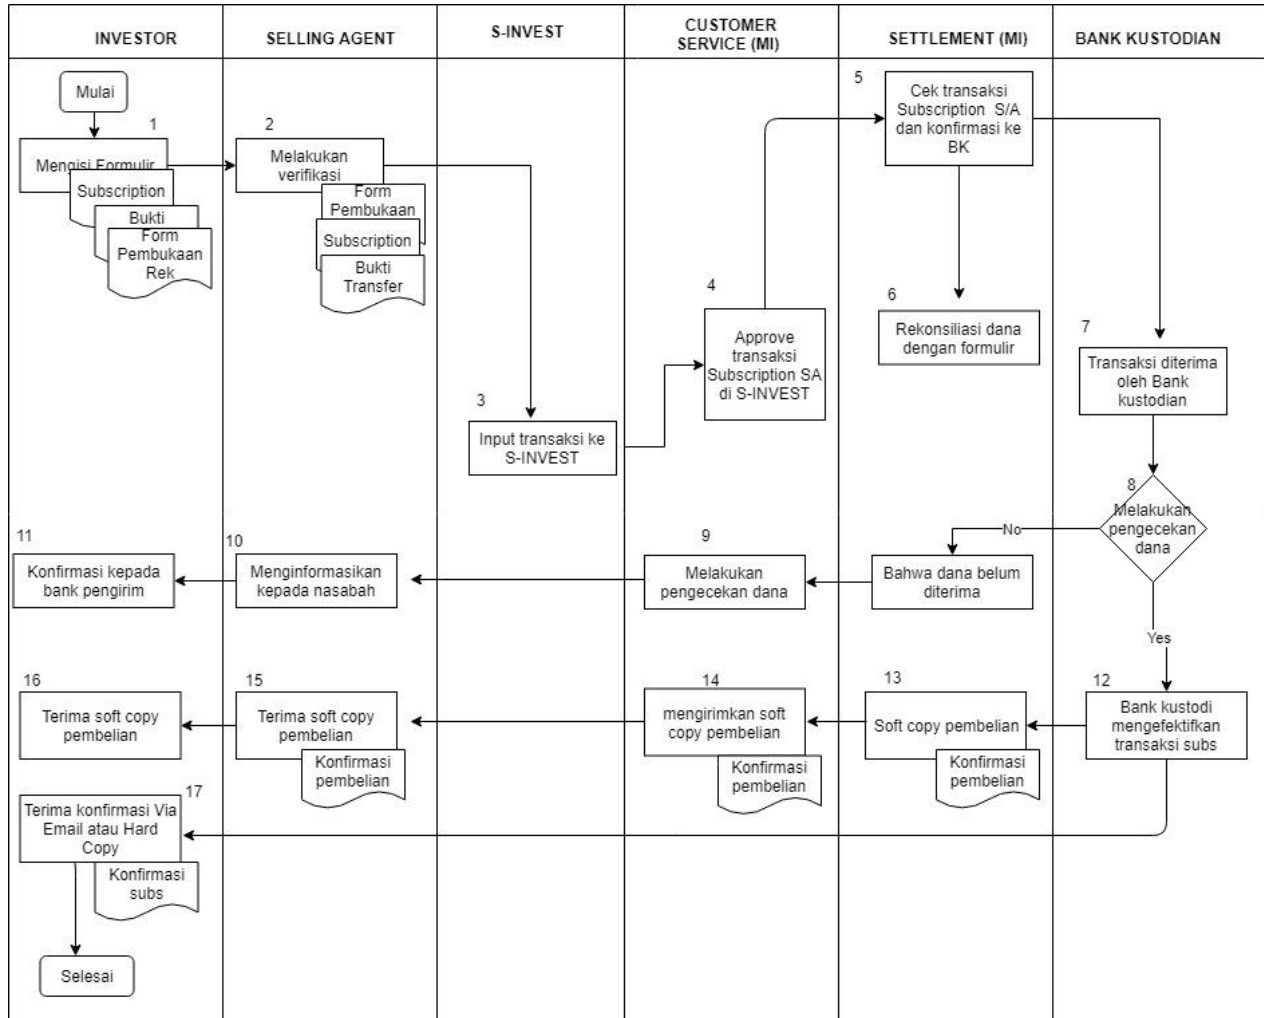 INVESTOR
SELLING AGENT
S-INVEST
CUSTOMER
SERVICE (MI)
SETTLEMENT (MI)
BANK KUSTODIAN
Mulai
1
Mengisi Formulir
Subscription
Bukti
Form
Pembukaan
Rek
2
Melakukan
verifikasi
Form
Pembukaan
Subscription
Bukti
Transfer
3
Input transaksi ke
S-INVEST
4
Approve
transaksi
Subscription SA
di S-INVEST
5
Cek transaksi
Subscription S/A
dan konfirmasi ke
BK
6
Rekonsiliasi dana
dengan formulir
7
Transaksi diterima
oleh Bank
kustodian
8
Melakukan
pengecekan
dana
No
Bahwa dana belum
diterima
9
Melakukan
pengecekan dana
10
Menginformasikan
kepada nasabah
11
Konfirmasi kepada
bank pengirim
Yes
12
Bank kustodi
mengefektifkan
transaksi subs
13
Soft copy pembelian
Konfirmasi
pembelian
14
mengirimkan soft
copy pembelian
Konfirmasi
pembelian
15
Terima soft copy
pembelian
Konfirmasi
pembelian
16
Terima soft copy
pembelian
17
Terima konfirmasi Via
Email atau Hard
Copy
Konfirmasi
subs
Selesai